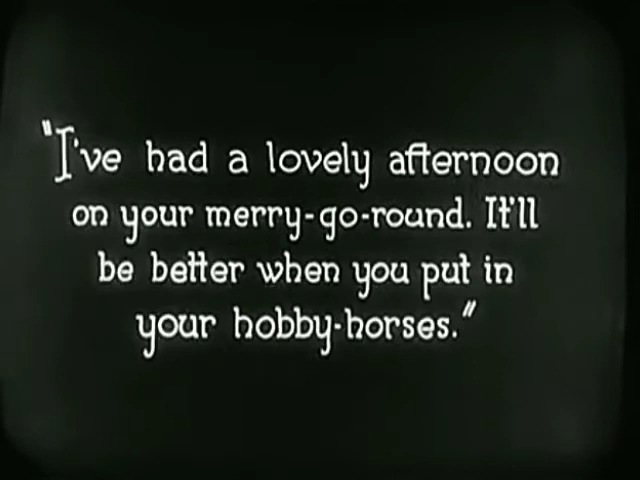 "I've had a lovely afternoon
on your merry-go-round. It'll
be better when you put in
your hobby-horses."